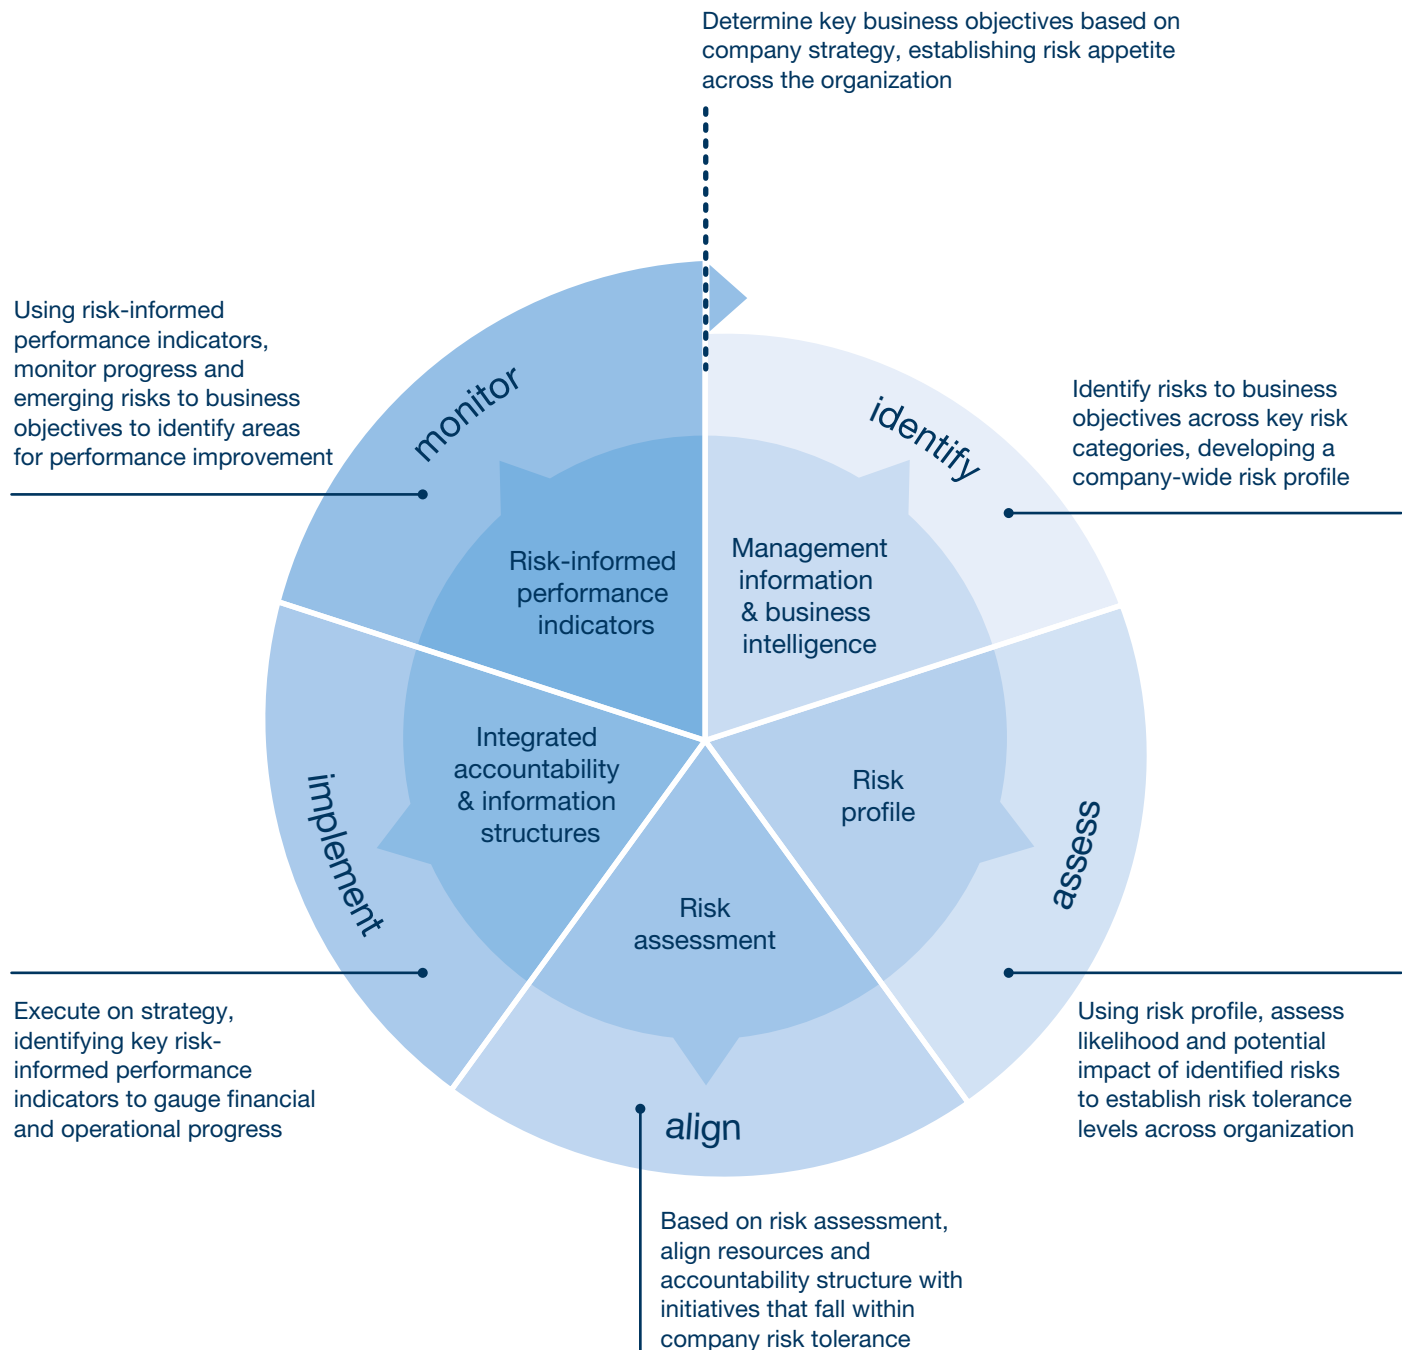 Determine key business objectives based on
company strategy, establishing risk appetite
across the organization
Using risk-informed
performance indicators,
monitor progress and
emerging risks to business
objectives to identify areas
for performance improvement
monitor
identify
Identify risks to business
objectives across key risk
categories, developing a
company-wide risk profile
Risk-informed
performance
indicators
Management
information
& business
intelligence
Integrated
accountability
& information
structures
Risk
profile
implement
assess
Risk
assessment
Execute on strategy,
identifying key risk-
informed performance
indicators to gauge financial
and operational progress
Using risk profile, assess
likelihood and potential
impact of identified risks
to establish risk tolerance
levels across organization
align
Based on risk assessment,
align resources and
accountability structure with
initiatives that fall within
company risk tolerance